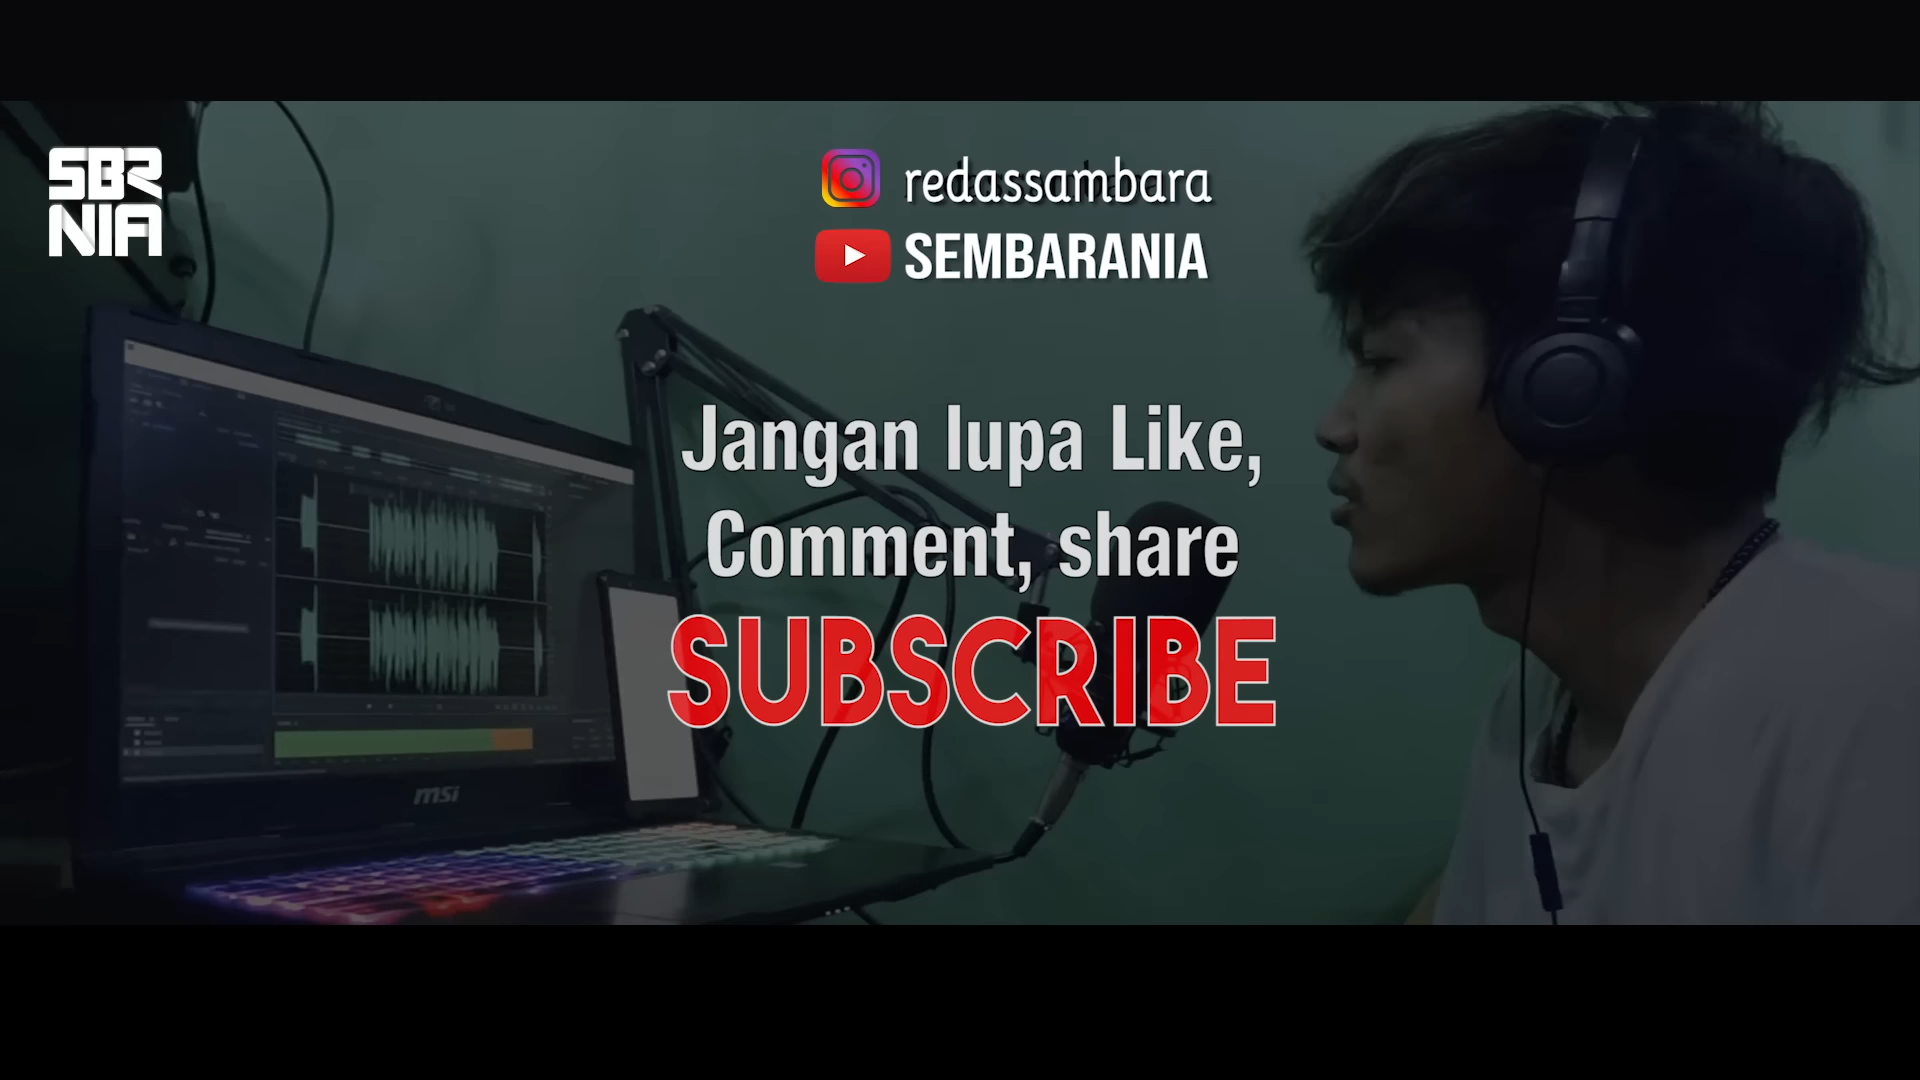 SBR
NIA
redassambara
SEMBARANIA
Jangan lupa Like,
Comment, share
SUBSCRIBE
msi